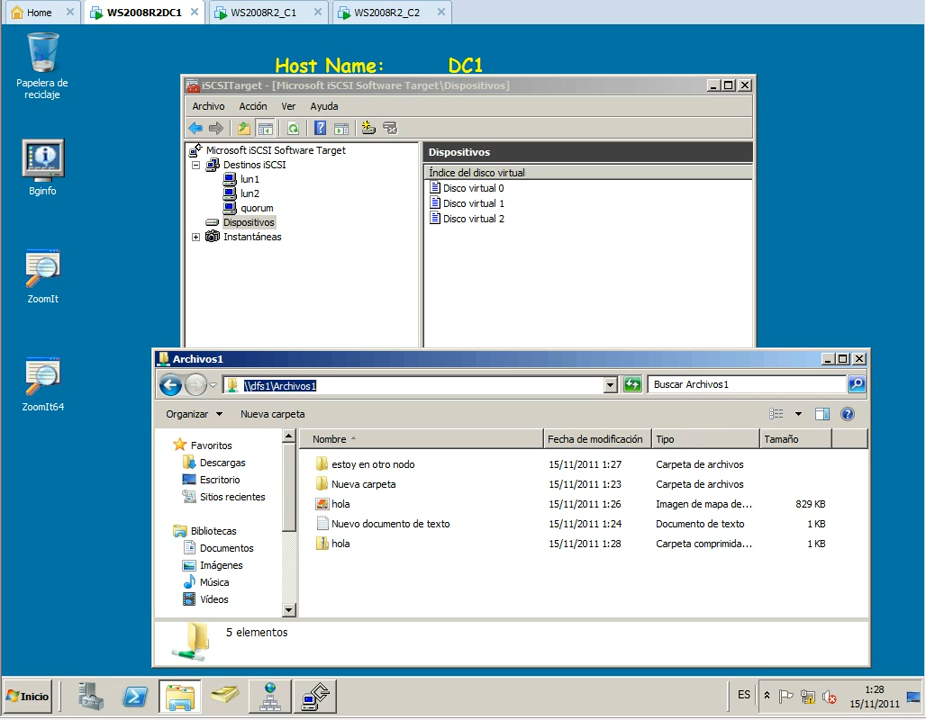 Home WS2008R2DC1 WS2008R2_C1 WS2008R2_C2
Host Name: DC1
Papelera de
reciclaje
Bginfo
ZoomIt
ZoomIt64
iSCSITarget - [Microsoft iSCSI Software Target\Dispositivos]
Archivo Acción Ver Ayuda
Microsoft iSCSI Software Target
Destinos iSCSI
lun1
lun2
quorum
Dispositivos
Instantáneas
Dispositivos
Índice del disco virtual
Disco virtual 0
Disco virtual 1
Disco virtual 2
Archivos1
\\dfs1\Archivos1
Buscar Archivos1
Organizar Nueva carpeta
Favoritos
Descargas
Escritorio
Sitios recientes
Bibliotecas
Documentos
Imágenes
Música
Vídeos
Nombre Fecha de modificación Tipo Tamaño
estoy en otro nodo 15/11/2011 1:27 Carpeta de archivos
Nueva carpeta 15/11/2011 1:23 Carpeta de archivos
hola 15/11/2011 1:26 Imagen de mapa de... 829 KB
Nuevo documento de texto 15/11/2011 1:24 Documento de texto 1 KB
hola 15/11/2011 1:28 Carpeta comprimida... 1 KB
5 elementos
Inicio
ES
1:28
15/11/2011